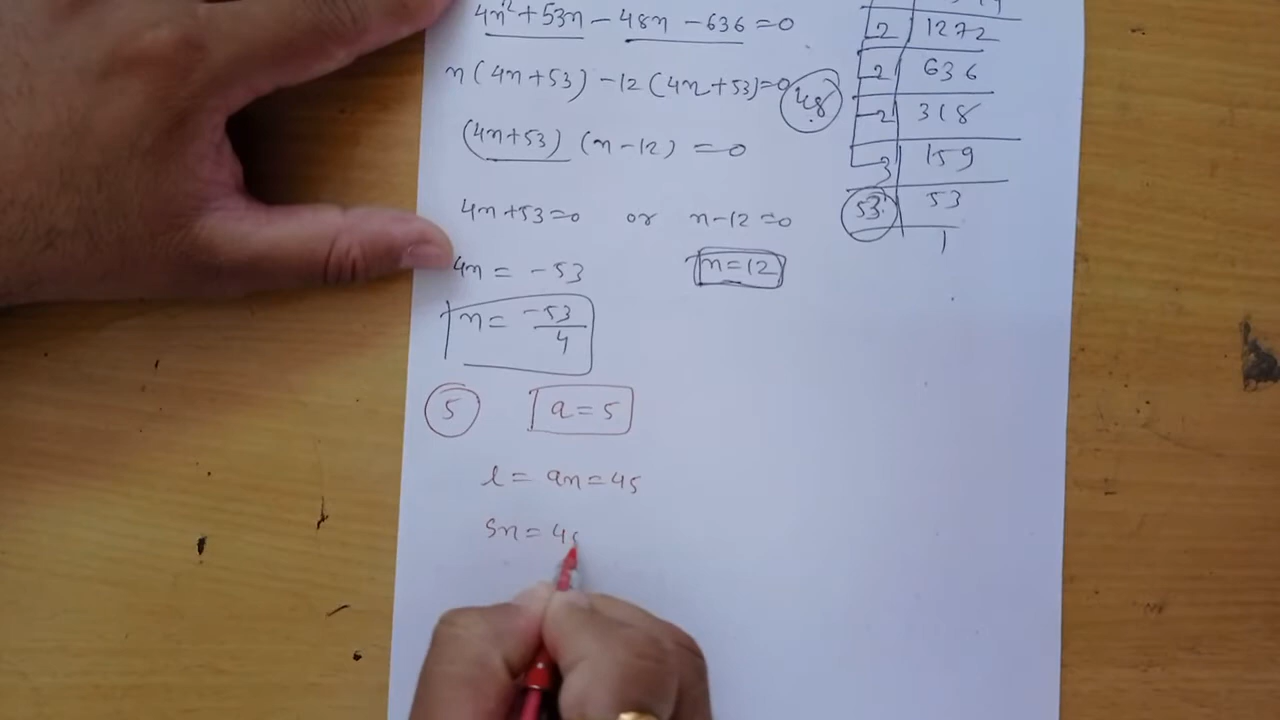 4n² + 53n - 48n - 636 = 0
n (4n + 53) - 12 (4n + 53) = 0 48
(4n + 53) (n - 12) = 0
4n + 53 = 0 or n - 12 = 0
4n = -53 n = 12
n = -53/4
5 a = 5
l = an = 45
Sn = 40
2 1272
2 636
2 318
3 159
53 53
1